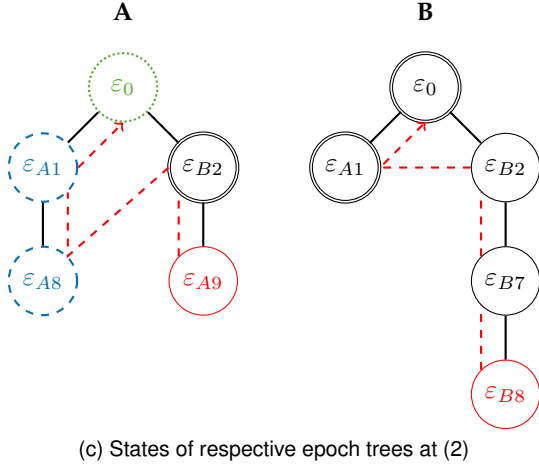 A
B
ε0
ε0
εA1
εB2
εA1
εB2
εA8
εA9
εB7
εB8
(c) States of respective epoch trees at (2)